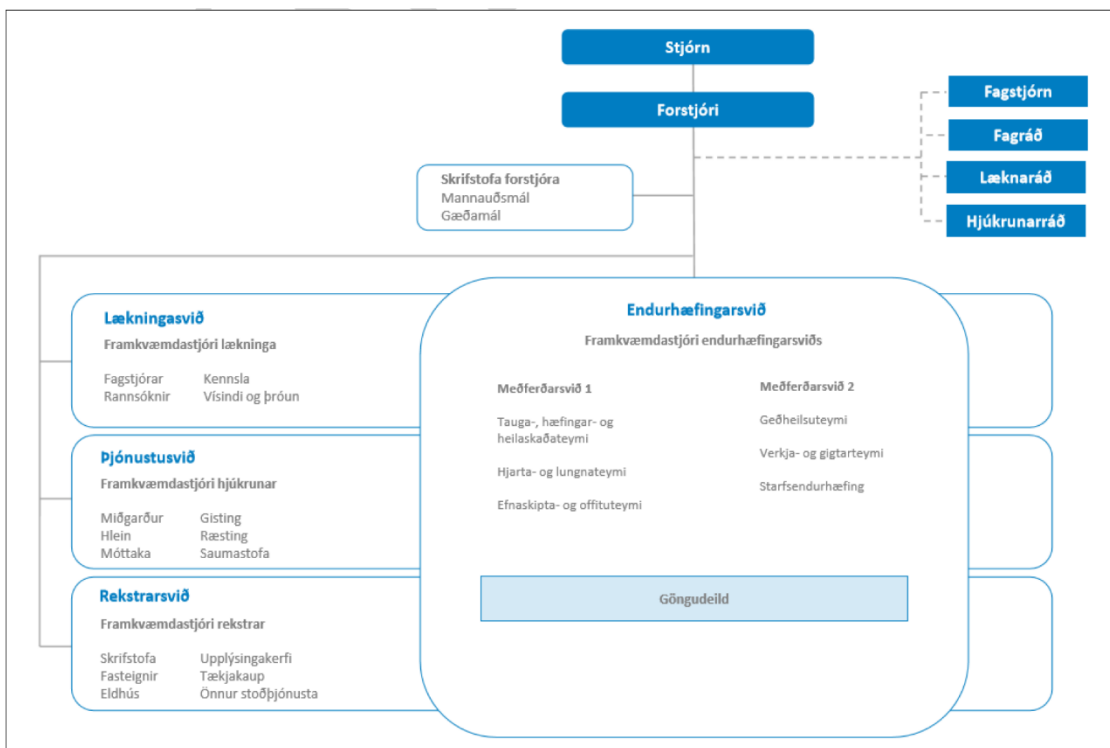 Stjórn
Forstjóri
Fagstjórn
Fagráð
Læknaráð
Hjúkrunarráð
Skrifstofa forstjóra
Mannauðsmál
Gæðamál
Lækningasvið
Framkvæmdastjóri lækninga
Fagstjórar Kennsla
Rannsóknir Vísindi og þróun
Þjónustusvið
Framkvæmdastjóri hjúkrunar
Miðgarður Gisting
Hlein Ræsting
Móttaka Saumastofa
Rekstrarsvið
Framkvæmdastjóri rekstrar
Skrifstofa Upplýsingakerfi
Fasteignir Tækjakaup
Eldhús Önnur stoðþjónusta
Endurhæfingarsvið
Framkvæmdastjóri endurhæfingarsviðs
Meðferðarsvið 1
Tauga-, hæfingar- og
heilaskaðateymi
Hjarta- og lungnateymi
Efnaskipta- og offituteymi
Meðferðarsvið 2
Geðheilsuteymi
Verkja- og gigtarteymi
Starfsendurhæfing
Göngudeild